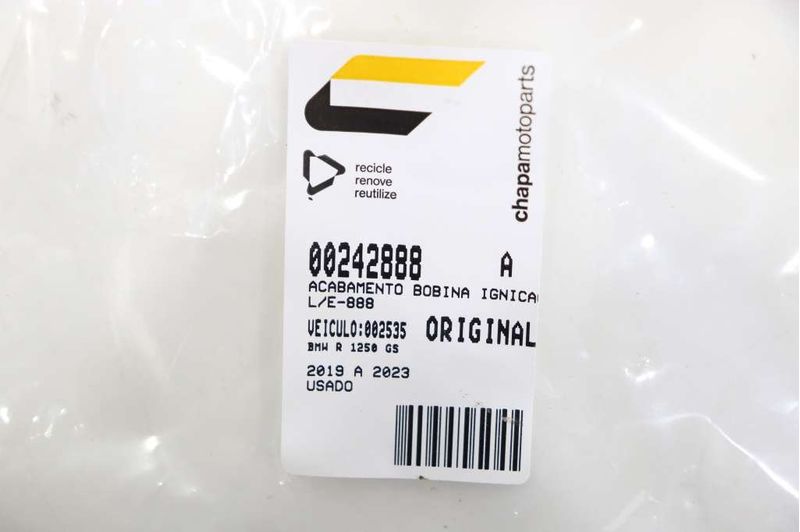 chapamotoparts
recicle
renove
reutilize
00242888 A
ACABAMENTO BOBINA IGNICA
L/E-888
VEICULO:002535 ORIGINAL
BMW R 1250 GS
2019 A 2023
USADO